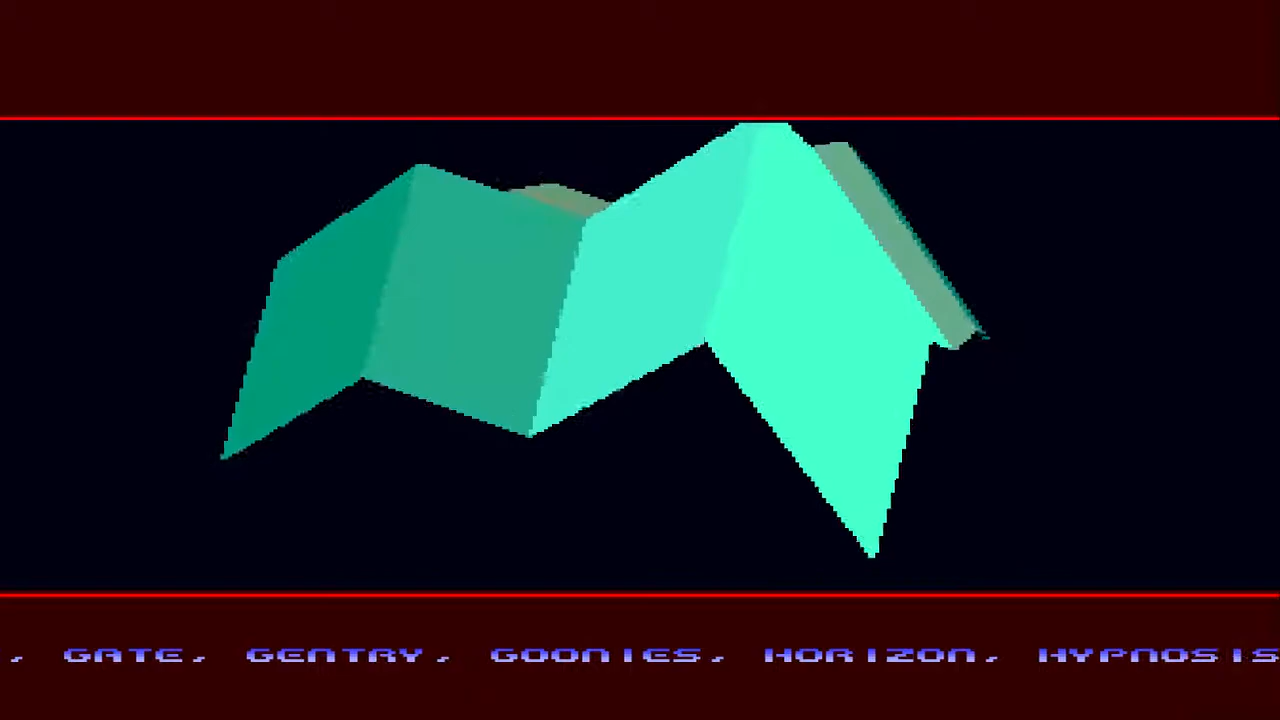 , GATE, GENTRY, GOONIES, HORIZON, HYPNOSIS